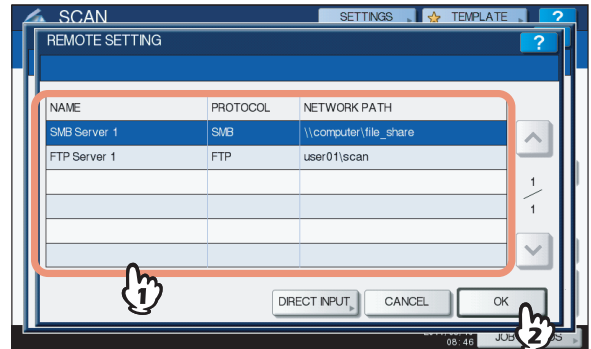 SCAN
SETTINGS
TEMPLATE
?
REMOTE SETTING
?
NAME PROTOCOL NETWORK PATH
SMB Server 1 SMB \\computer\file_share
FTP Server 1 FTP user01\scan
1
1
1
DIRECT INPUT CANCEL OK
2
08:46